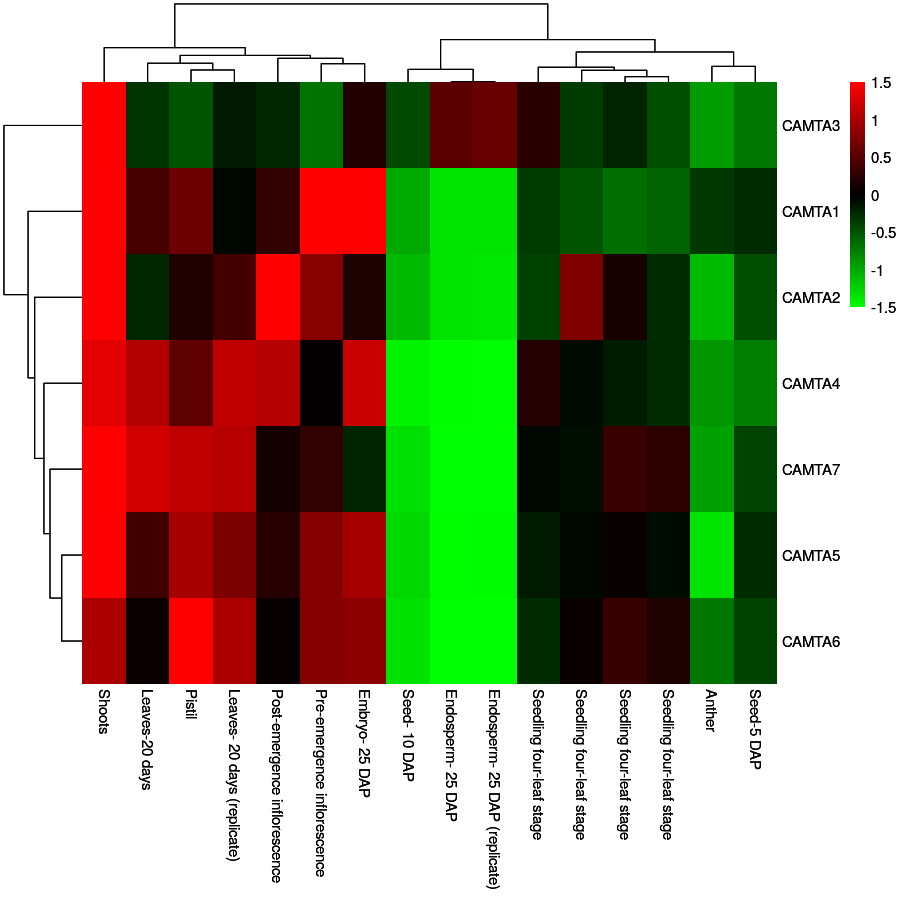 1.5
1
0.5
0
-0.5
-1
-1.5
CAMTA3
CAMTA1
CAMTA2
CAMTA4
CAMTA7
CAMTA5
CAMTA6
Shoots
Leaves-20 days
Pistil
Leaves- 20 days (replicate)
Post-emergence inflorescence
Pre-emergence inflorescence
Embryo- 25 DAP
Seed- 10 DAP
Endosperm- 25 DAP
Endosperm- 25 DAP (replicate)
Seedling four-leaf stage
Seedling four-leaf stage
Seedling four-leaf stage
Seedling four-leaf stage
Anther
Seed-5 DAP